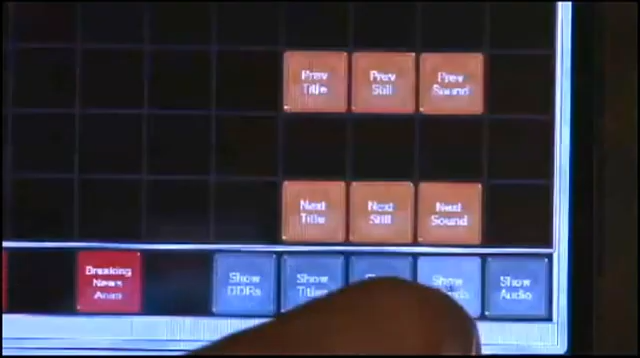 Prev
Title
Prev
Still
Prev
Sound
Next
Title
Next
Still
Next
Sound
Breaking
News
Anim
Show
DDRs
Show
Titles
Show
Show
Audio